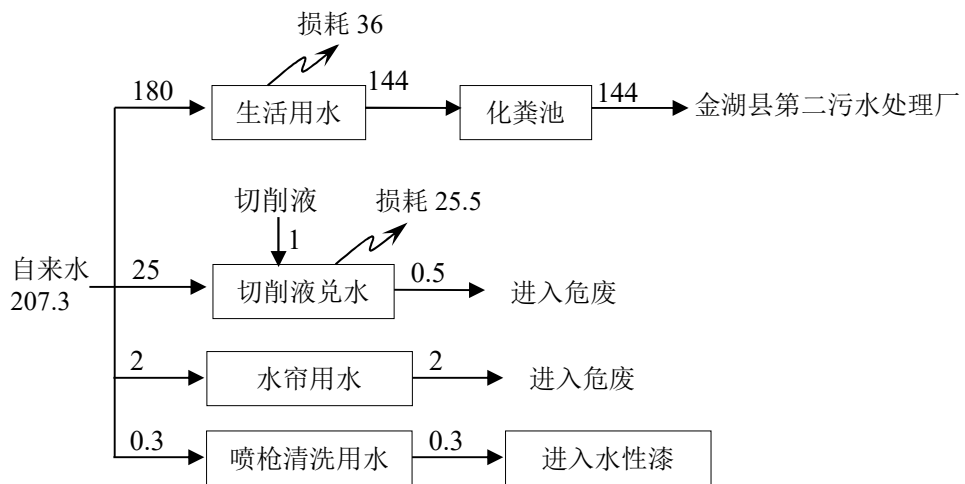 损耗 36
180
生活用水
144
化粪池
144
金湖县第二污水处理厂
切削液
1
损耗 25.5
自来水
207.3
25
切削液兑水
0.5
进入危废
2
水帘用水
2
进入危废
0.3
喷枪清洗用水
0.3
进入水性漆